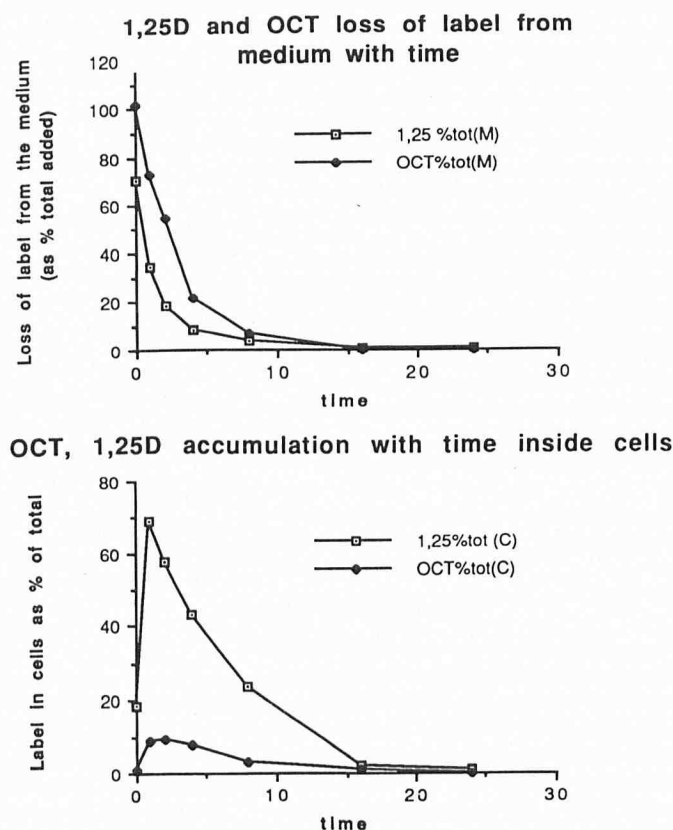 1,25D and OCT loss of label from
medium with time
Loss of label from the medium
(as % total added)
120
100
80
60
40
20
0
1,25 %tot(M)
OCT%tot(M)
0
10
20
30
time
OCT, 1,25D accumulation with time inside cells
Label in cells as % of total
80
60
40
20
0
1,25%tot (C)
OCT%tot(C)
0
10
20
30
time